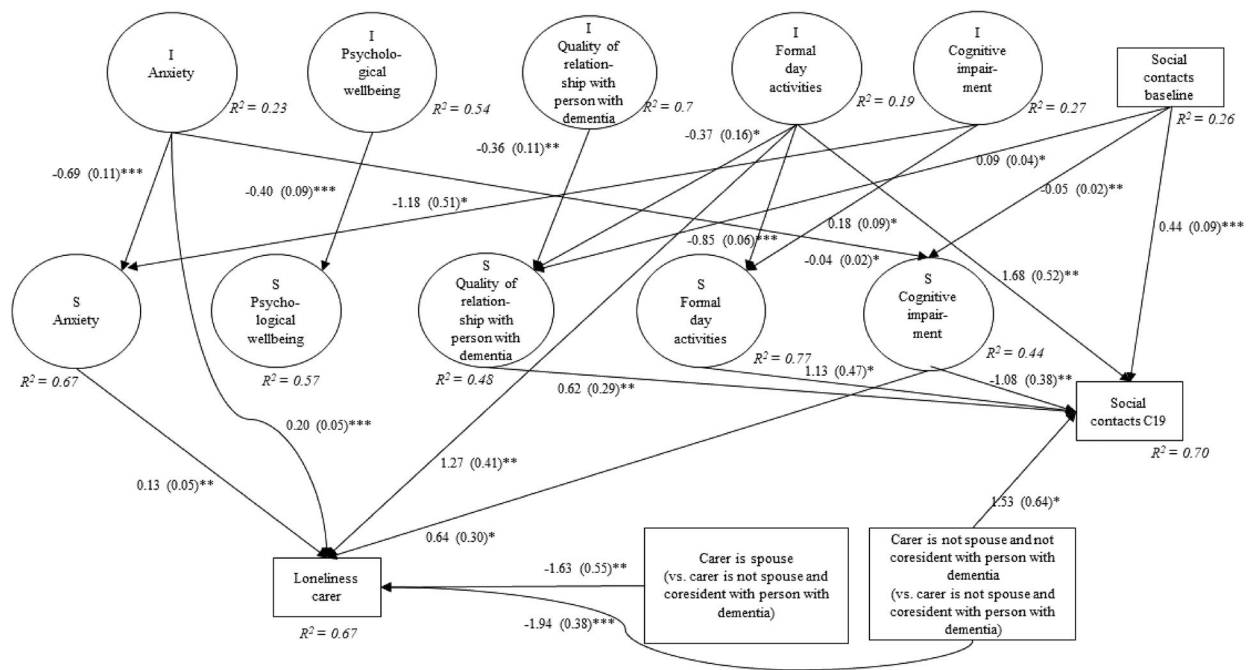 I
Anxiety
R² = 0.23
I
Psycholo-
gical
wellbeing
R² = 0.54
I
Quality of
relation-
ship with
person with
dementia
R² = 0.7
I
Formal
day
activities
R² = 0.19
I
Cognitive
impair-
ment
R² = 0.27
Social
contacts
baseline
R² = 0.26
-0.69 (0.11)***
-0.40 (0.09)***
-0.36 (0.11)**
-0.37 (0.16)*
0.09 (0.04)*
-0.05 (0.02)**
-1.18 (0.51)*
0.18 (0.09)*
-0.85 (0.06)***
-0.04 (0.02)*
0.44 (0.09)***
1.68 (0.52)**
S
Anxiety
R² = 0.67
S
Psycho-
logical
wellbeing
R² = 0.57
S
Quality of
relation-
ship with
person with
dementia
R² = 0.48
S
Formal
day
activities
R² = 0.77
S
Cognitive
impair-
ment
R² = 0.44
0.62 (0.29)**
1.13 (0.47)*
-1.08 (0.38)**
Social
contacts C19
R² = 0.70
0.20 (0.05)***
0.13 (0.05)**
1.27 (0.41)**
0.64 (0.30)*
1.53 (0.64)*
Loneliness
carer
R² = 0.67
-1.63 (0.55)**
-1.94 (0.38)***
Carer is spouse
(vs. carer is not spouse and
coresident with person with
dementia)
Carer is not spouse and not
coresident with person with
dementia
(vs. carer is not spouse and
coresident with person with
dementia)